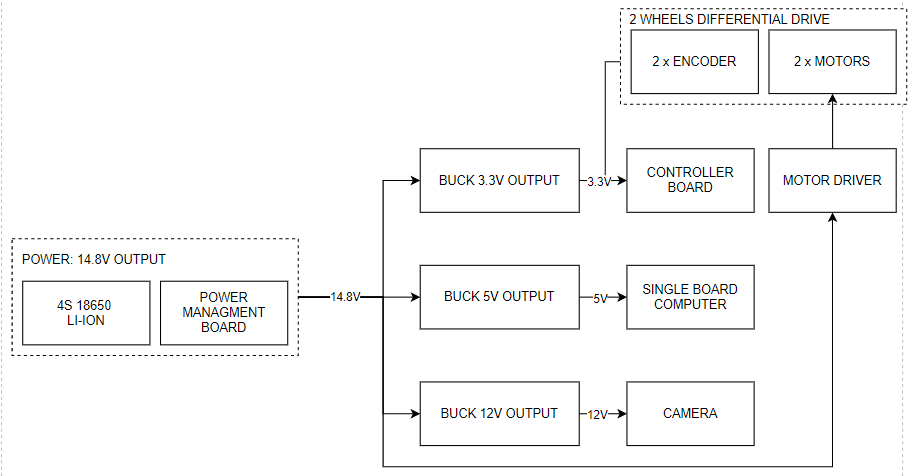 2 WHEELS DIFFERENTIAL DRIVE
2 x ENCODER
2 x MOTORS
BUCK 3.3V OUTPUT
3.3V
CONTROLLER
BOARD
MOTOR DRIVER
POWER: 14.8V OUTPUT
4S 18650
LI-ION
POWER
MANAGMENT
BOARD
14.8V
BUCK 5V OUTPUT
5V
SINGLE BOARD
COMPUTER
BUCK 12V OUTPUT
12V
CAMERA